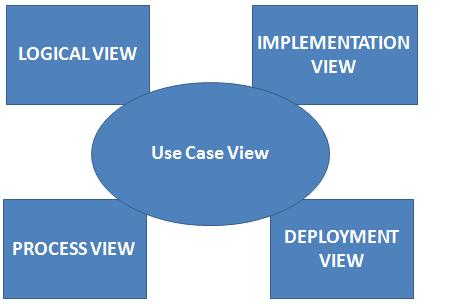 LOGICAL VIEW
IMPLEMENTATION
VIEW
Use Case View
PROCESS VIEW
DEPLOYMENT
VIEW